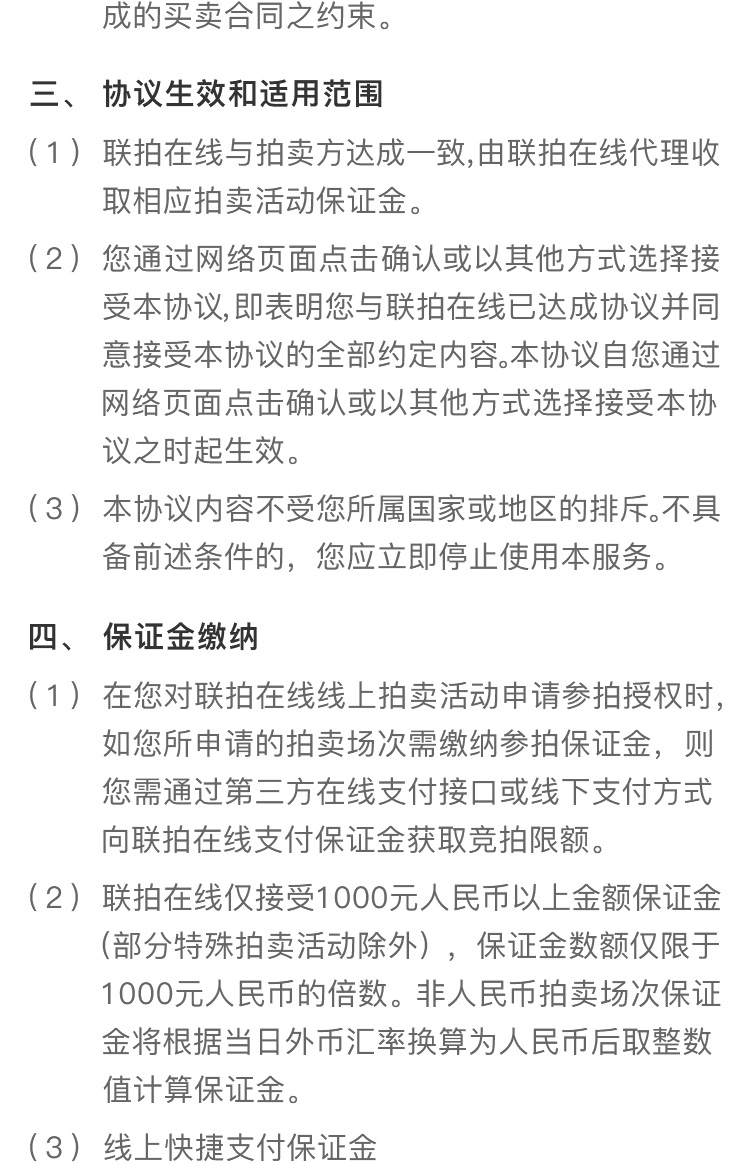 成的买卖合同之约束。
三、 协议生效和适用范围
（1） 联拍在线与拍卖方达成一致,由联拍在线代理收
取相应拍卖活动保证金。
（2） 您通过网络页面点击确认或以其他方式选择接
受本协议,即表明您与联拍在线已达成协议并同
意接受本协议的全部约定内容。本协议自您通过
网络页面点击确认或以其他方式选择接受本协
议之时起生效。
（3） 本协议内容不受您所属国家或地区的排斥。不具
备前述条件的，您应立即停止使用本服务。
四、 保证金缴纳
（1） 在您对联拍在线线上拍卖活动申请参拍授权时,
如您所申请的拍卖场次需缴纳参拍保证金，则
您需通过第三方在线支付接口或线下支付方式
向联拍在线支付保证金获取竞拍限额。
（2） 联拍在线仅接受1000元人民币以上金额保证金
(部分特殊拍卖活动除外），保证金数额仅限于
1000元人民币的倍数。非人民币拍卖场次保证
金将根据当日外币汇率换算为人民币后取整数
值计算保证金。
（3） 线上快捷支付保证金